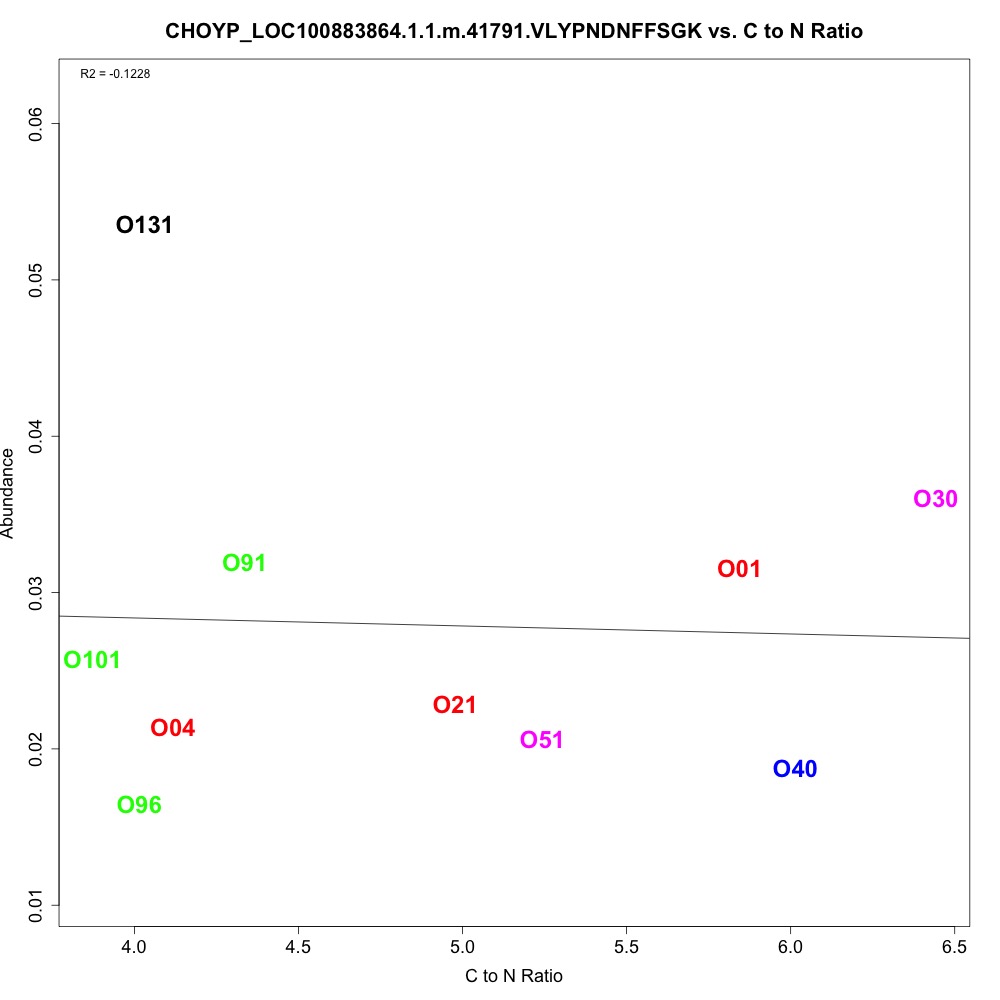 CHOYP_LOC100883864.1.1.m.41791.VLYPNDNFFSGK vs. C to N Ratio
R2 = -0.1228
0.06
O131
0.05
0.04
Abundance
O30
O91
O01
0.03
O101
O21
O04
O51
0.02
O40
O96
0.01
4.0 4.5 5.0 5.5 6.0 6.5
C to N Ratio